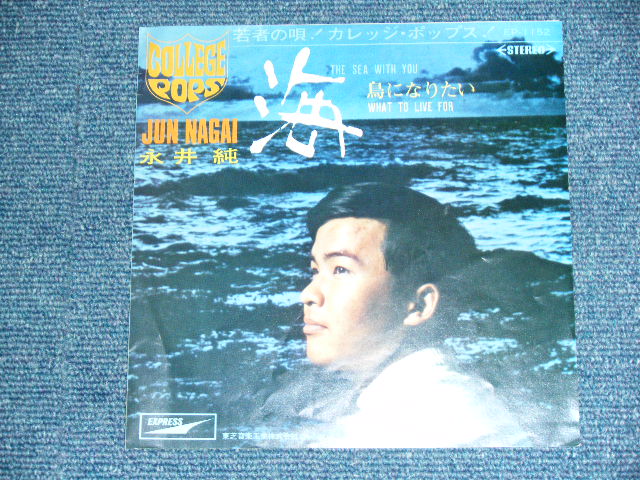 若者の唄!カレッジ・ポップス!
COLLEGE
POPS
STEREO
THE SEA WITH YOU
海
鳥になりたい
WHAT TO LIVE FOR
JUN NAGAI
永井純
EXPRESS